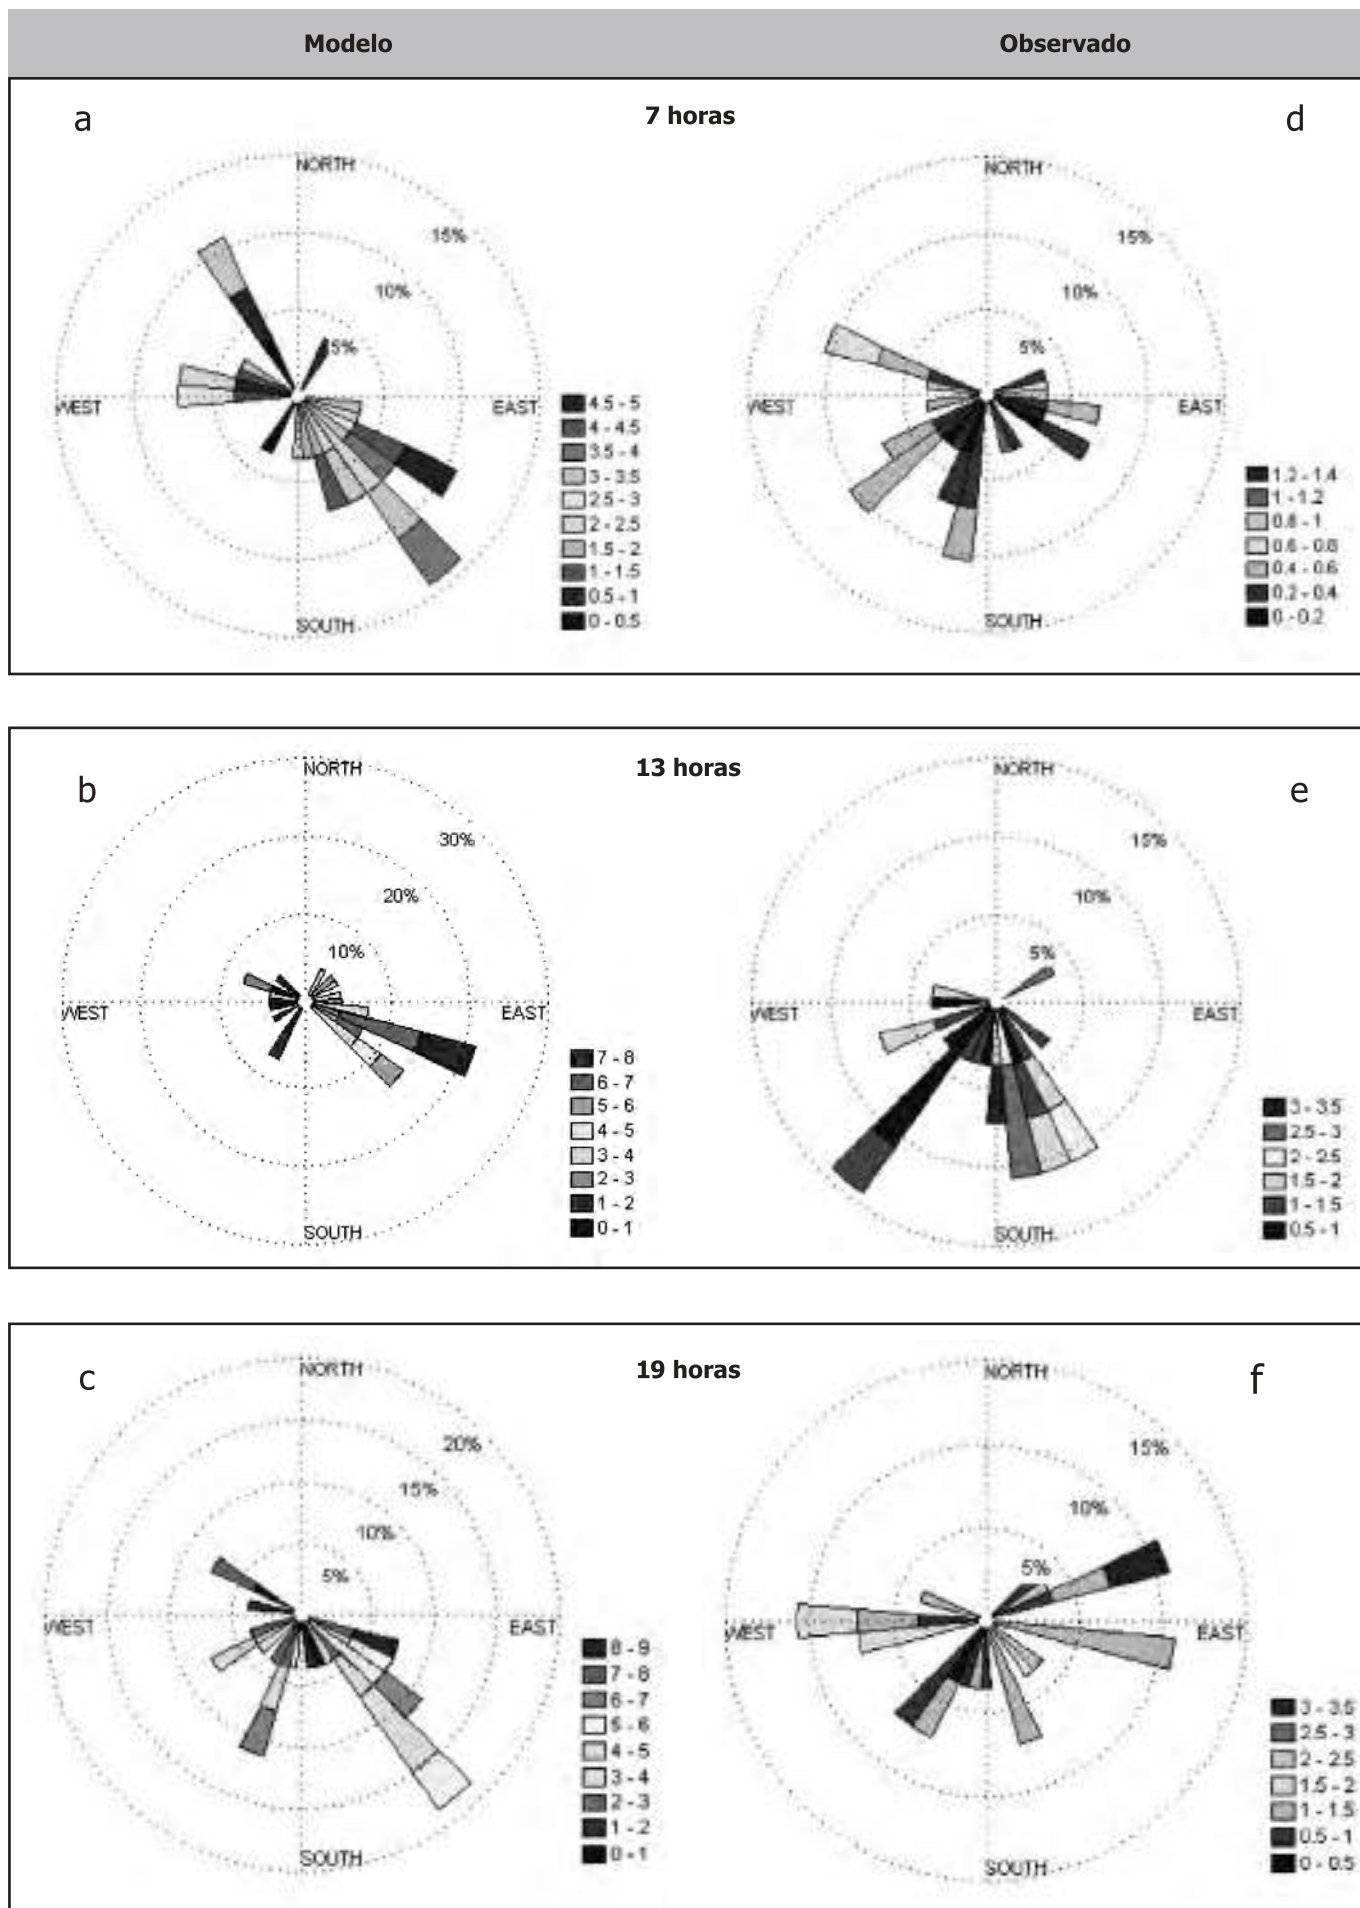 Modelo Observado
a 7 horas d
NORTH
15%
10%
5%
WEST EAST
SOUTH
4.5 - 5
4 - 4.5
3.5 - 4
3 - 3.5
2.5 - 3
2 - 2.5
1.5 - 2
1 - 1.5
0.5 - 1
0 - 0.5
NORTH
15%
10%
5%
WEST EAST
SOUTH
1.2 - 1.4
1 - 1.2
0.8 - 1
0.6 - 0.8
0.4 - 0.6
0.2 - 0.4
0 - 0.2
b 13 horas e
NORTH
30%
20%
10%
WEST EAST
SOUTH
7 - 8
6 - 7
5 - 6
4 - 5
3 - 4
2 - 3
1 - 2
0 - 1
NORTH
15%
10%
5%
WEST EAST
SOUTH
3 - 3.5
2.5 - 3
2 - 2.5
1.5 - 2
1 - 1.5
0.5 - 1
c 19 horas f
NORTH
20%
15%
10%
5%
WEST EAST
SOUTH
8 - 9
7 - 8
6 - 7
5 - 6
4 - 5
3 - 4
2 - 3
1 - 2
0 - 1
NORTH
15%
10%
5%
WEST EAST
SOUTH
3 - 3.5
2.5 - 3
2 - 2.5
1.5 - 2
1 - 1.5
0.5 - 1
0 - 0.5